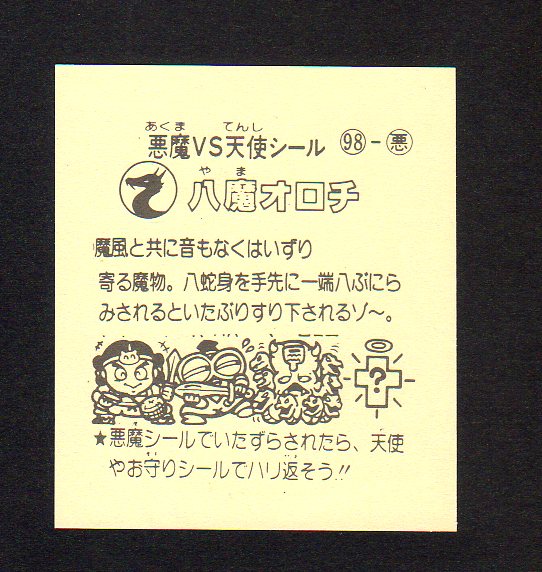 あくま てんし
悪魔VS天使シール 98-悪
やま
八魔オロチ
魔風と共に音もなくはいずり
寄る魔物。八蛇身を手先に一端八ぶにら
みされるといたぶりすり下されるゾ〜。
?
★悪魔シールでいたずらされたら、天使
やお守りシールでハリ返そう!!